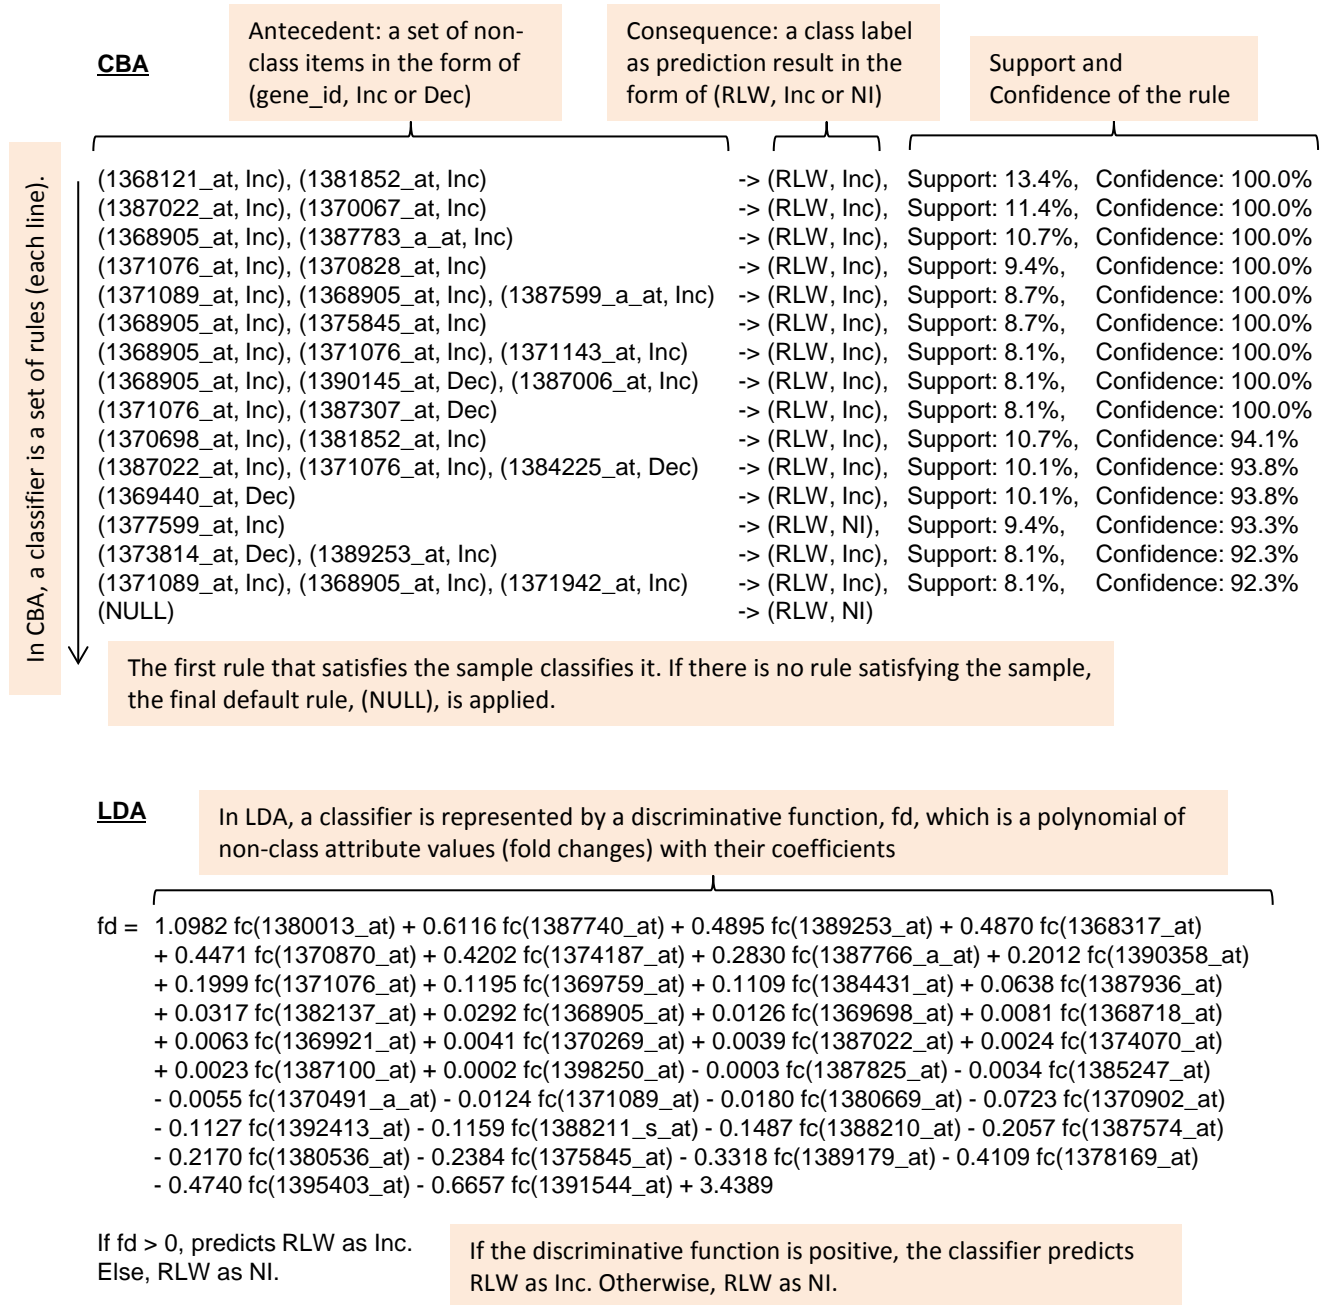 CBA
Antecedent: a set of non-
class items in the form of
(gene_id, Inc or Dec)
Consequence: a class label
as prediction result in the
form of (RLW, Inc or NI)
Support and
Confidence of the rule
In CBA, a classifier is a set of rules (each line).
(1368121_at, Inc), (1381852_at, Inc) -> (RLW, Inc), Support: 13.4%, Confidence: 100.0%
(1387022_at, Inc), (1370067_at, Inc) -> (RLW, Inc), Support: 11.4%, Confidence: 100.0%
(1368905_at, Inc), (1387783_a_at, Inc) -> (RLW, Inc), Support: 10.7%, Confidence: 100.0%
(1371076_at, Inc), (1370828_at, Inc) -> (RLW, Inc), Support: 9.4%, Confidence: 100.0%
(1371089_at, Inc), (1368905_at, Inc), (1387599_a_at, Inc) -> (RLW, Inc), Support: 8.7%, Confidence: 100.0%
(1368905_at, Inc), (1375845_at, Inc) -> (RLW, Inc), Support: 8.7%, Confidence: 100.0%
(1368905_at, Inc), (1371076_at, Inc), (1371143_at, Inc) -> (RLW, Inc), Support: 8.1%, Confidence: 100.0%
(1368905_at, Inc), (1390145_at, Dec), (1387006_at, Inc) -> (RLW, Inc), Support: 8.1%, Confidence: 100.0%
(1371076_at, Inc), (1387307_at, Dec) -> (RLW, Inc), Support: 8.1%, Confidence: 100.0%
(1370698_at, Inc), (1381852_at, Inc) -> (RLW, Inc), Support: 10.7%, Confidence: 94.1%
(1387022_at, Inc), (1371076_at, Inc), (1384225_at, Dec) -> (RLW, Inc), Support: 10.1%, Confidence: 93.8%
(1369440_at, Dec) -> (RLW, Inc), Support: 10.1%, Confidence: 93.8%
(1377599_at, Inc) -> (RLW, NI), Support: 9.4%, Confidence: 93.3%
(1373814_at, Dec), (1389253_at, Inc) -> (RLW, Inc), Support: 8.1%, Confidence: 92.3%
(1371089_at, Inc), (1368905_at, Inc), (1371942_at, Inc) -> (RLW, Inc), Support: 8.1%, Confidence: 92.3%
(NULL) -> (RLW, NI)
The first rule that satisfies the sample classifies it. If there is no rule satisfying the sample,
the final default rule, (NULL), is applied.
LDA
In LDA, a classifier is represented by a discriminative function, fd, which is a polynomial of
non-class attribute values (fold changes) with their coefficients
fd = 1.0982 fc(1380013_at) + 0.6116 fc(1387740_at) + 0.4895 fc(1389253_at) + 0.4870 fc(1368317_at)
+ 0.4471 fc(1370870_at) + 0.4202 fc(1374187_at) + 0.2830 fc(1387766_a_at) + 0.2012 fc(1390358_at)
+ 0.1999 fc(1371076_at) + 0.1195 fc(1369759_at) + 0.1109 fc(1384431_at) + 0.0638 fc(1387936_at)
+ 0.0317 fc(1382137_at) + 0.0292 fc(1368905_at) + 0.0126 fc(1369698_at) + 0.0081 fc(1368718_at)
+ 0.0063 fc(1369921_at) + 0.0041 fc(1370269_at) + 0.0039 fc(1387022_at) + 0.0024 fc(1374070_at)
+ 0.0023 fc(1387100_at) + 0.0002 fc(1398250_at) - 0.0003 fc(1387825_at) - 0.0034 fc(1385247_at)
- 0.0055 fc(1370491_a_at) - 0.0124 fc(1371089_at) - 0.0180 fc(1380669_at) - 0.0723 fc(1370902_at)
- 0.1127 fc(1392413_at) - 0.1159 fc(1388211_s_at) - 0.1487 fc(1388210_at) - 0.2057 fc(1387574_at)
- 0.2170 fc(1380536_at) - 0.2384 fc(1375845_at) - 0.3318 fc(1389179_at) - 0.4109 fc(1378169_at)
- 0.4740 fc(1395403_at) - 0.6657 fc(1391544_at) + 3.4389
If fd > 0, predicts RLW as Inc.
Else, RLW as NI.
If the discriminative function is positive, the classifier predicts
RLW as Inc. Otherwise, RLW as NI.